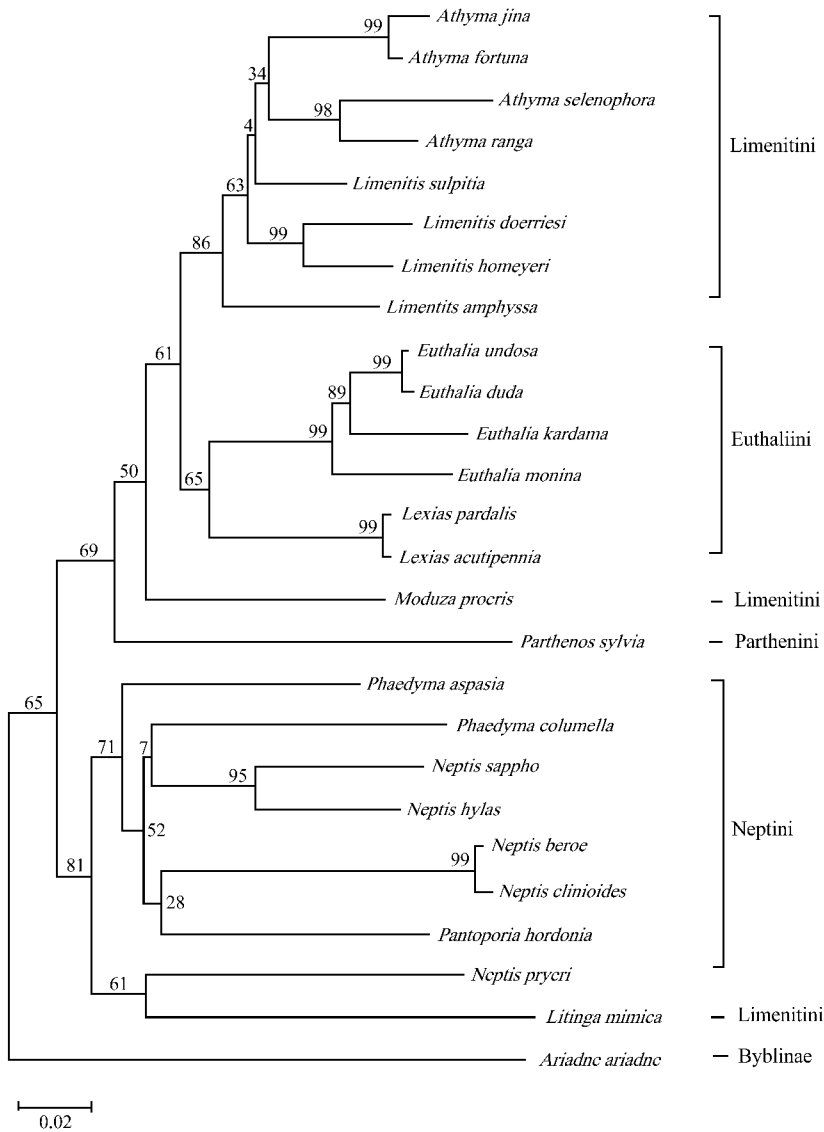 99 Athyma jina
Athyma fortuna
34
98 Athyma selenophora
Athyma ranga
4
Limenitini
Limenitis sulpitia
63
Limenitis doerriesi
99
86
Limenitis homeyeri
Limentits amphyssa
61
Euthalia undosa
99
Euthalia duda
89
Euthalia kardama
99
Euthaliini
Euthalia monina
65
Lexias pardalis
99
Lexias acutipennia
50
69
Moduza procris Limenitini
Parthenos sylvia Parthenini
65
Phaedyma aspasia
71
7
Phaedyma columella
Neptis sappho
95
Neptis hylas
52
Neptini
Neptis beroe
99
Neptis clinioides
81
28
Pantoporia hordonia
Ncptis prycri
61
Litinga mimica Limenitini
Ariadnc ariadnc Byblinae
0.02